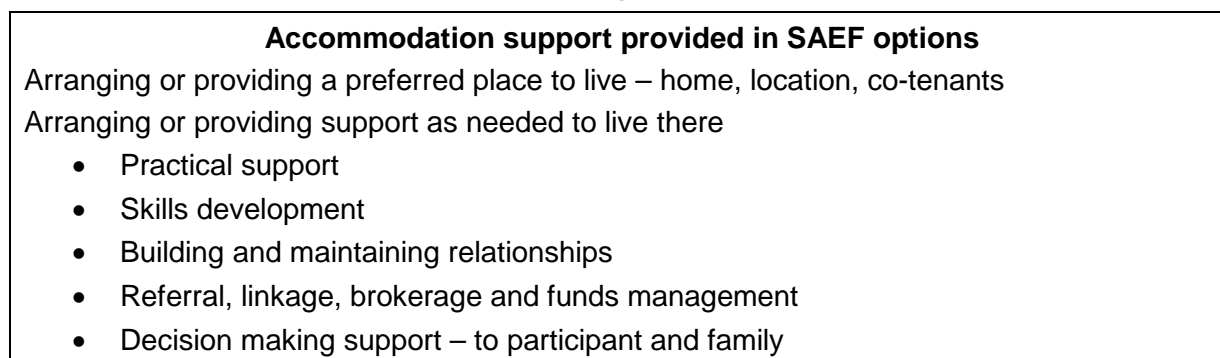 Accommodation support provided in SAEF options
Arranging or providing a preferred place to live – home, location, co-tenants
Arranging or providing support as needed to live there
• Practical support
• Skills development
• Building and maintaining relationships
• Referral, linkage, brokerage and funds management
• Decision making support – to participant and family